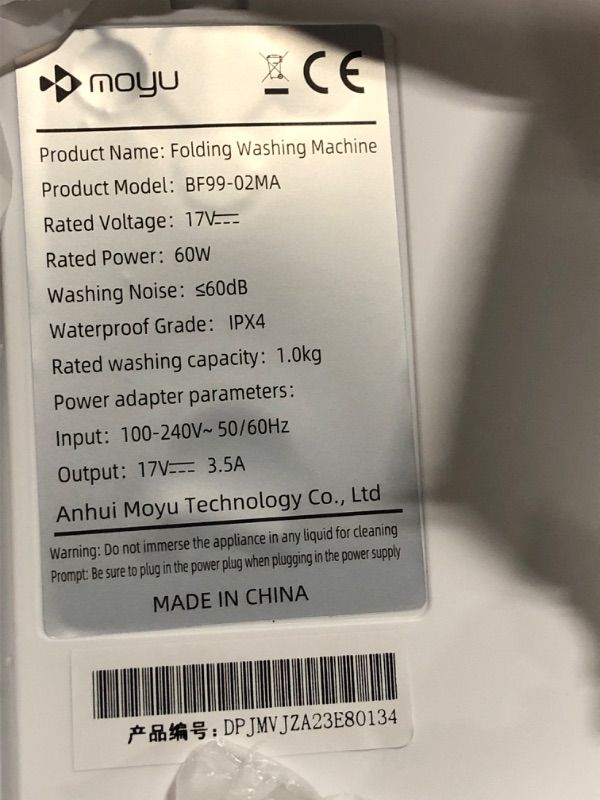 moyu
CE
Product Name: Folding Washing Machine
Product Model: BF99-02MA
Rated Voltage: 17V⎓
Rated Power: 60W
Washing Noise: ≤60dB
Waterproof Grade: IPX4
Rated washing capacity: 1.0kg
Power adapter parameters:
Input: 100-240V~ 50/60Hz
Output: 17V⎓ 3.5A
Anhui Moyu Technology Co., Ltd
Warning: Do not immerse the appliance in any liquid for cleaning
Prompt: Be sure to plug in the power plug when plugging in the power supply
MADE IN CHINA
产品编号: DPJMVJZA23E80134